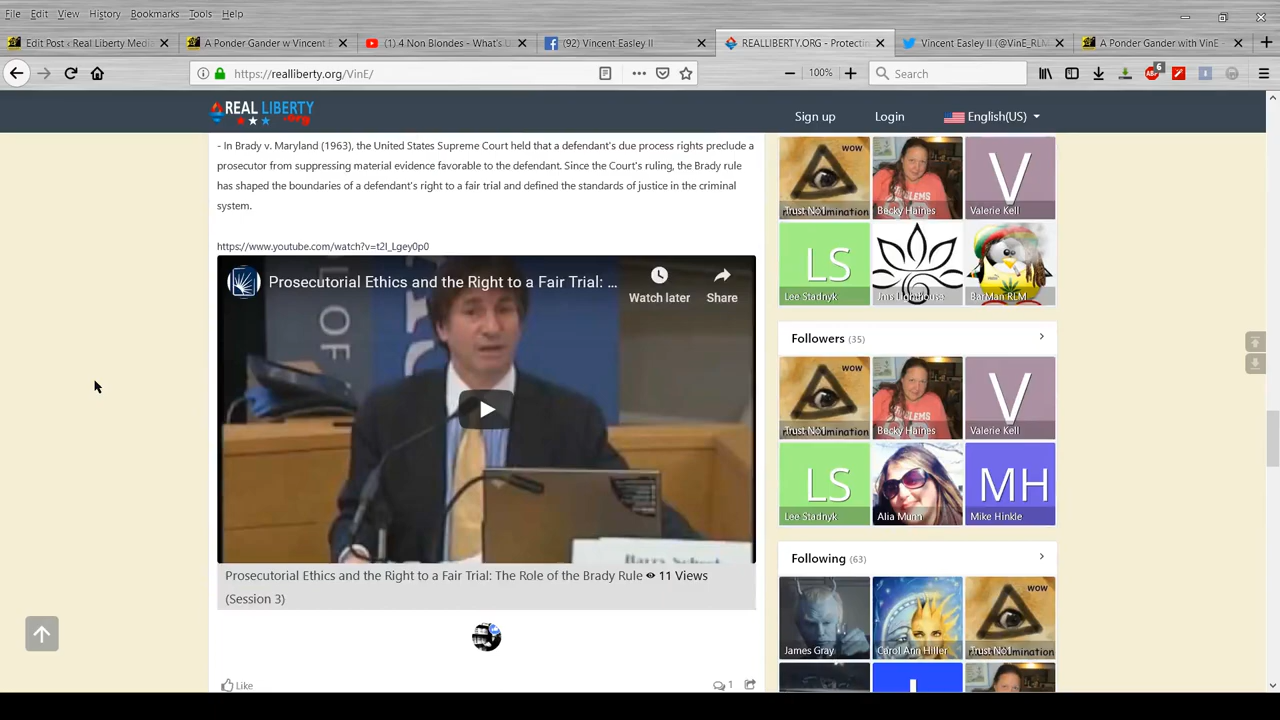 File Edit View History Bookmarks Tools Help
Edit Post ‹ Real Liberty Medi
A Ponder Gander w Vincent E
(1) 4 Non Blondes - What's U
(92) Vincent Easley II
REALLIBERTY.ORG - Protectin
Vincent Easley II (@VinE_RLM
A Ponder Gander with VinE -
https://realliberty.org/VinE/
100%
Search
ABP
6
REAL LIBERTY
.org
Sign up
Login
English(US)
- In Brady v. Maryland (1963), the United States Supreme Court held that a defendant's due process rights preclude a
prosecutor from suppressing material evidence favorable to the defendant. Since the Court's ruling, the Brady rule
has shaped the boundaries of a defendant's right to a fair trial and defined the standards of justice in the criminal
system.
https://www.youtube.com/watch?v=t2I_Lgey0p0
Prosecutorial Ethics and the Right to a Fair Trial: ...
Watch later
Share
OL OF
Prosecutorial Ethics and the Right to a Fair Trial: The Role of the Brady Rule
(Session 3)
11 Views
Like
1
wow
Trust No1
Becky Haines
V
Valerie Kell
LS
Lee Stadnyk
Jms Lighthouse
BarMan RLM
Followers (35)
wow
Trust No1
Becky Haines
V
Valerie Kell
LS
Lee Stadnyk
Alia Munn
MH
Mike Hinkle
Following (63)
James Gray
Carol Ann Hiller
wow
Trust No1